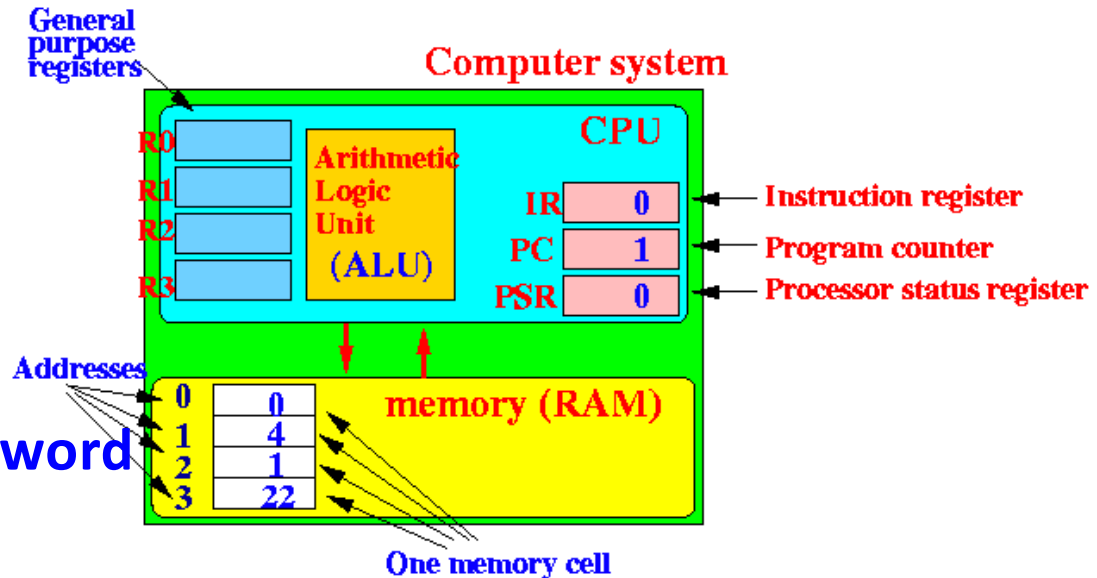 General
purpose
registers
Computer system
CPU
R0
R1
R2
R3
Arithmetic
Logic
Unit
(ALU)
IR 0
PC 1
PSR 0
Instruction register
Program counter
Processor status register
Addresses
word
memory (RAM)
0 0
1 4
2 1
3 22
One memory cell